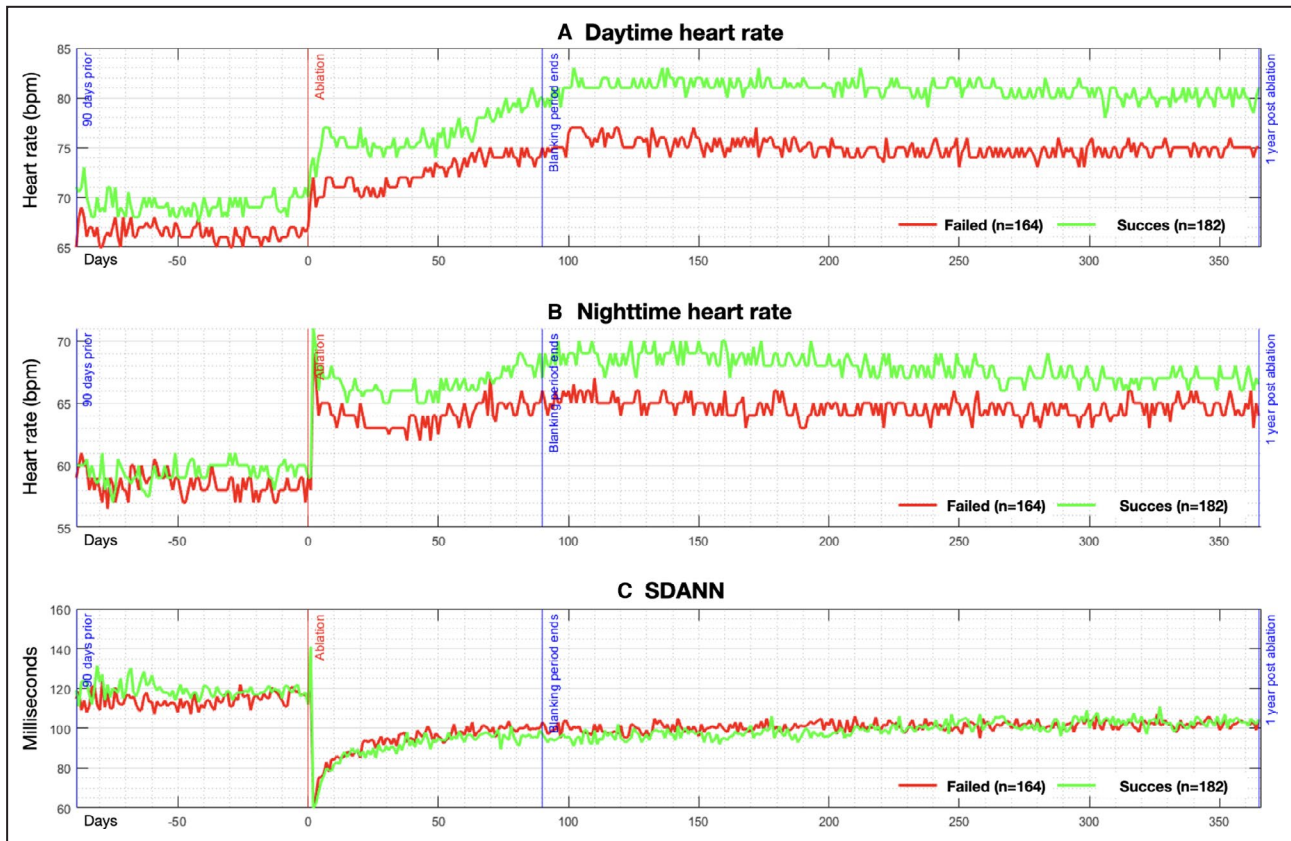 A Daytime heart rate
Heart rate (bpm)
85
80
75
70
65
90 days prior
Ablation
Blanking period ends
1 year post ablation
Failed (n=164)
Succes (n=182)
Days
-50
0
50
100
150
200
250
300
350
B Nighttime heart rate
Heart rate (bpm)
70
65
60
55
90 days prior
Ablation
Blanking period ends
1 year post ablation
Failed (n=164)
Succes (n=182)
Days
-50
0
50
100
150
200
250
300
350
C SDANN
Milliseconds
160
140
120
100
80
60
90 days prior
Ablation
Blanking period ends
1 year post ablation
Failed (n=164)
Succes (n=182)
Days
-50
0
50
100
150
200
250
300
350